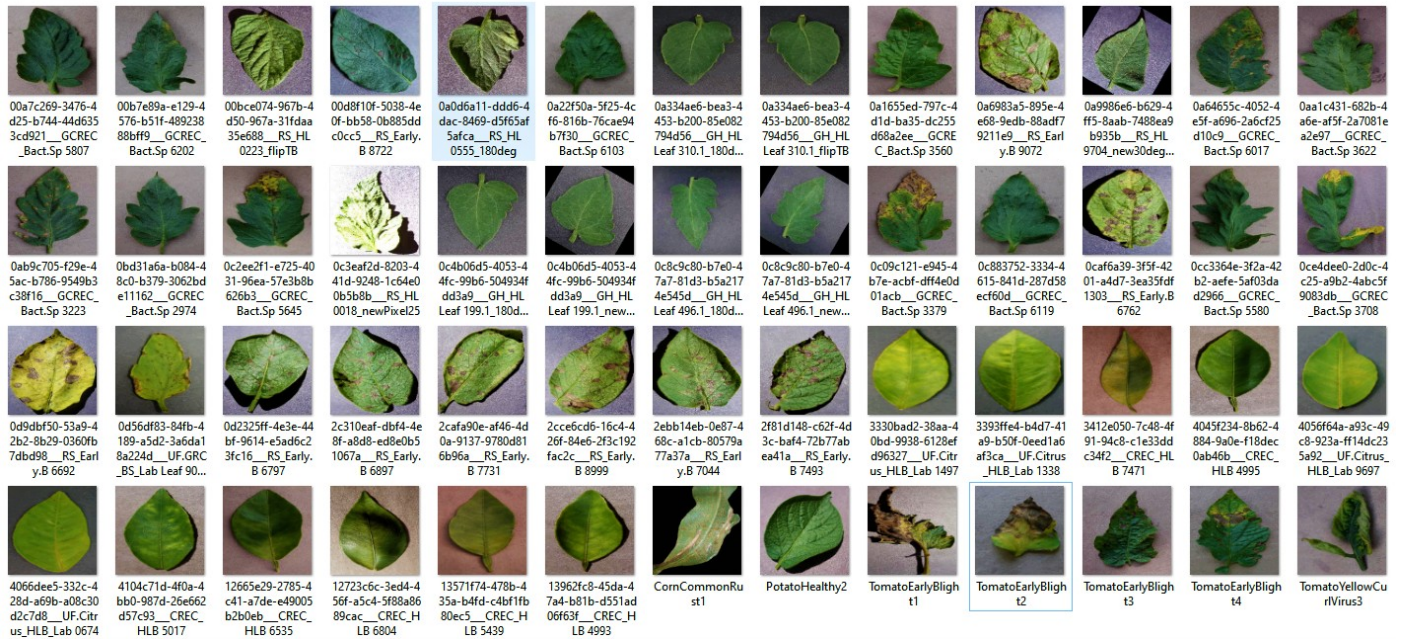 00a7c269-3476-4
d25-b744-44d635
3cd921___GCREC
_Bact.Sp 5807
00b7e89a-e129-4
576-b51f-489238
88bff9___GCREC_
Bact.Sp 6202
00bce074-967b-4
d50-967a-31fdaa
35e688___RS_HL
0223_flipTB
00d8f10f-5038-4e
0f-bb58-0b885dd
c0cc5___RS_Early.
B 8722
0a0d6a11-ddd6-4
dac-8469-d5f65af
5afca___RS_HL
0555_180deg
0a22f50a-5f25-4c
f6-816b-76cae94
b7f30___GCREC_
Bact.Sp 6103
0a334ae6-bea3-4
453-b200-85e082
794d56___GH_HL
Leaf 310.1_180d...
0a334ae6-bea3-4
453-b200-85e082
794d56___GH_HL
Leaf 310.1_flipTB
0a1655ed-797c-4
d1d-ba35-dc255
d68a2ee___GCRE
C_Bact.Sp 3560
0a6983a5-895e-4
e68-9edb-88adf7
9211e9___RS_Earl
y.B 9072
0a9986e6-b629-4
ff5-8aab-7488ea9
b935b___RS_HL
9704_new30deg...
0a64655c-4052-4
e5f-a696-2a6cf25
d10c9___GCREC_
Bact.Sp 6017
0aa1c431-682b-4
a6e-af5f-2a7081e
a2e97___GCREC_
Bact.Sp 3622
0ab9c705-f29e-4
5ac-b786-9549b3
c38f16___GCREC_
Bact.Sp 3223
0bd31a6a-b084-4
8c0-b379-3062bd
e11162___GCREC
_Bact.Sp 2974
0c2ee2f1-e725-40
31-96ea-57e3b8b
626b3___GCREC_
Bact.Sp 5645
0c3eaf2d-8203-4
41d-9248-1c64e0
0b5b8b___RS_HL
0018_newPixel25
0c4b06d5-4053-4
4fc-99b6-504934f
dd3a9___GH_HL
Leaf 199.1_180d...
0c4b06d5-4053-4
4fc-99b6-504934f
dd3a9___GH_HL
Leaf 199.1_new...
0c8c9c80-b7e0-4
7a7-81d3-b5a217
4e545d___GH_HL
Leaf 496.1_180d...
0c8c9c80-b7e0-4
7a7-81d3-b5a217
4e545d___GH_HL
Leaf 496.1_new...
0c09c121-e945-4
b7e-acbf-dff4e0d
01acb___GCREC_
Bact.Sp 3379
0c883752-3334-4
615-841d-287d58
ecf60d___GCREC_
Bact.Sp 6119
0caf6a39-3f5f-42
01-a4d7-3ea35fdf
1303___RS_Early.B
6762
0cc3364e-3f2a-42
b2-aefe-5af03da
d2966___GCREC_
Bact.Sp 5580
0ce4dee0-2d0c-4
c25-a9b2-4abc5f
9083db___GCREC
_Bact.Sp 3708
0d9dbf50-53a9-4
2b2-8b29-0360fb
7dbd98___RS_Earl
y.B 6692
0d56df83-84fb-4
189-a5d2-3a6da1
8a224d___UF.GRC
_BS_Lab Leaf 90...
0d2325ff-4e3e-44
bf-9614-e5ad6c2
3fc16___RS_Early.
B 6797
2c310eaf-dbf4-4e
8f-a8d8-ed8e0b5
1067a___RS_Early.
B 6897
2cafa90e-af46-4d
0a-9137-9780d81
6b96a___RS_Early.
B 7731
2cce6cd6-16c4-4
26f-84e6-2f3c192
fac2c___RS_Early.
B 8999
2ebb14eb-0e87-4
68c-a1cb-80579a
77a37a___RS_Earl
y.B 7044
2f81d148-c62f-4d
3c-baf4-72b77ab
ea41a___RS_Early.
B 7493
3330bad2-38aa-4
0bd-9938-6128ef
d96327___UF.Citr
us_HLB_Lab 1497
3393ffe4-b4d7-41
a9-b50f-0eed1a6
af3ca___UF.Citrus
_HLB_Lab 1338
3412e050-7c48-4f
91-94c8-c1e33dd
c34f2___CREC_HL
B 7471
4045f234-8b62-4
884-9a0e-f18dec
0ab46b___CREC_
HLB 4995
4056f64a-a93c-49
c8-923a-ff14dc23
5a92___UF.Citrus_
HLB_Lab 9697
4066dee5-332c-4
28d-a69b-a08c30
d2c7d8___UF.Citr
us_HLB_Lab 0674
4104c71d-4f0a-4
bb0-987d-26e662
d57c93___CREC_
HLB 5017
12665e29-2785-4
c41-a7de-e49005
b2b0eb___CREC_
HLB 6535
12723c6c-3ed4-4
56f-a5c4-5f88a86
89cac___CREC_H
LB 6804
13571f74-478b-4
35a-b4fd-c4bf1fb
80ec5___CREC_H
LB 5439
13962fc8-45da-4
7a4-b81b-d551ad
06f63f___CREC_H
LB 4993
CornCommonRu
st1
PotatoHealthy2
TomatoEarlyBligh
t1
TomatoEarlyBligh
t2
TomatoEarlyBligh
t3
TomatoEarlyBligh
t4
TomatoYellowCu
rlVirus3